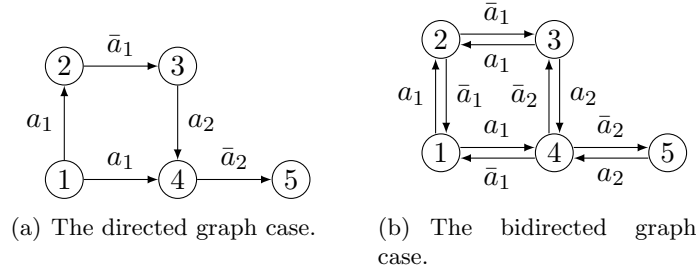 ā₁
2 3
a₁ a₂
a₁ ā₂
1 4 5
(a) The directed graph case.
ā₁
2 3
a₁
a₁ ā₁ ā₂ a₂
a₁ ā₂
1 4 5
ā₁ a₂
(b) The bidirected graph
case.